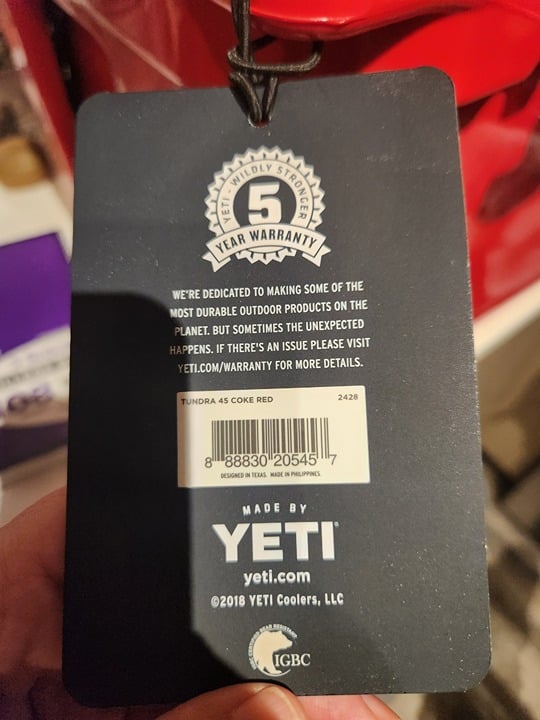 YETI - WILDLY STRONGER
5
YEAR WARRANTY
WE'RE DEDICATED TO MAKING SOME OF THE
MOST DURABLE OUTDOOR PRODUCTS ON THE
PLANET. BUT SOMETIMES THE UNEXPECTED
HAPPENS. IF THERE'S AN ISSUE PLEASE VISIT
YETI.COM/WARRANTY FOR MORE DETAILS.
TUNDRA 45 COKE RED 2428
8 88830 20545 7
DESIGNED IN TEXAS. MADE IN PHILIPPINES.
MADE BY
YETI®
yeti.com
©2018 YETI Coolers, LLC
CERTIFIED BEAR RESISTANT
IGBC